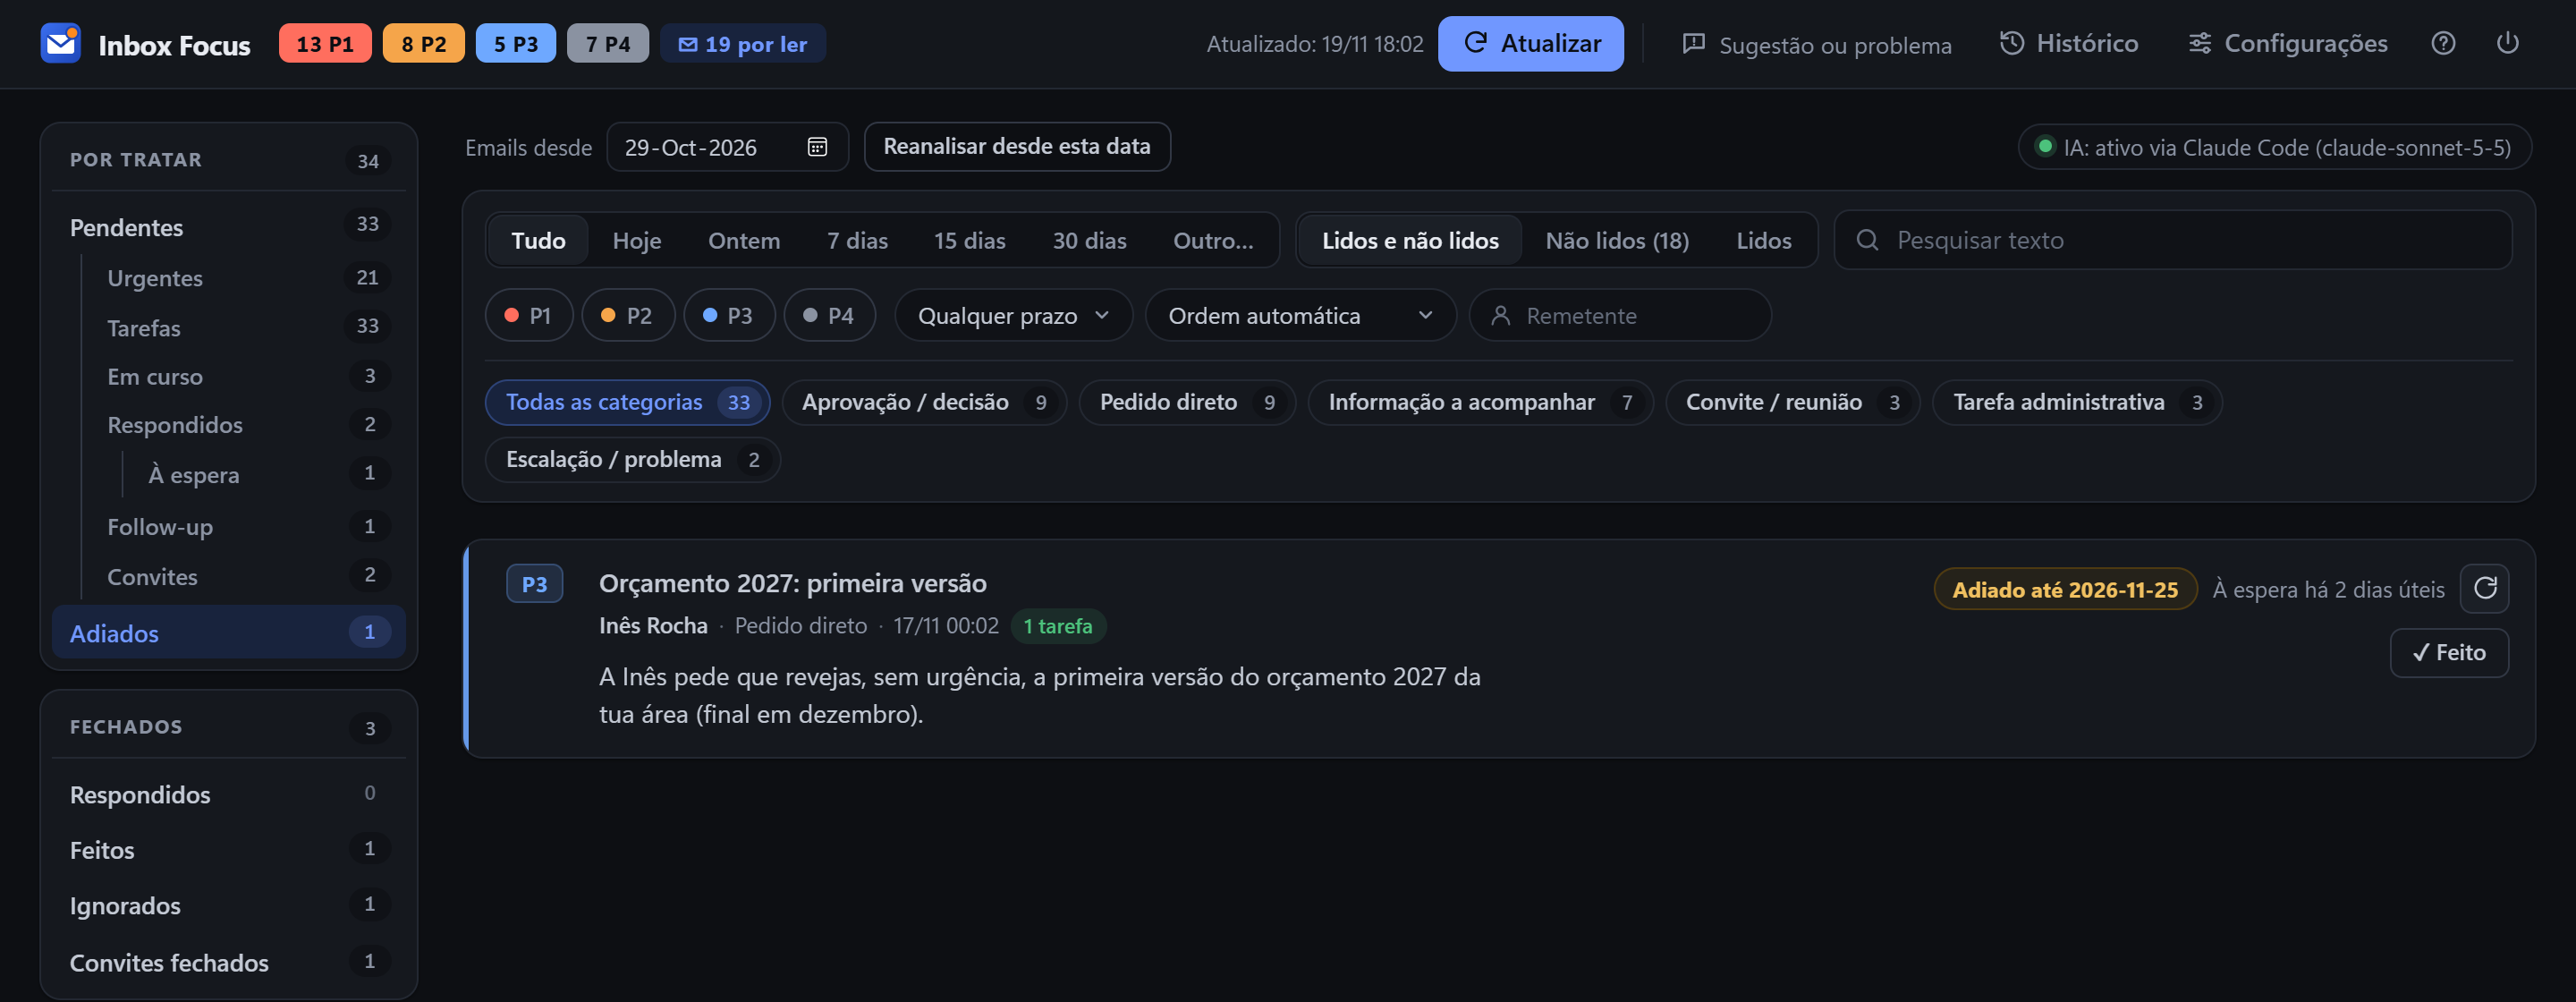 Inbox Focus
13 P1
8 P2
5 P3
7 P4
19 por ler
Atualizado: 19/11 18:02
Atualizar
Sugestão ou problema
Histórico
Configurações
POR TRATAR 34
Pendentes 33
Urgentes 21
Tarefas 33
Em curso 3
Respondidos 2
À espera 1
Follow-up 1
Convites 2
Adiados 1
FECHADOS 3
Respondidos 0
Feitos 1
Ignorados 1
Convites fechados 1
Emails desde 29-Oct-2026 Reanalisar desde esta data
IA: ativo via Claude Code (claude-sonnet-5-5)
Tudo Hoje Ontem 7 dias 15 dias 30 dias Outro...
Lidos e não lidos Não lidos (18) Lidos
Pesquisar texto
P1 P2 P3 P4 Qualquer prazo Ordem automática Remetente
Todas as categorias 33 Aprovação / decisão 9 Pedido direto 9 Informação a acompanhar 7 Convite / reunião 3 Tarefa administrativa 3
Escalação / problema 2
P3 Orçamento 2027: primeira versão
Adiado até 2026-11-25 À espera há 2 dias úteis
Inês Rocha · Pedido direto · 17/11 00:02 1 tarefa
✓ Feito
A Inês pede que revejas, sem urgência, a primeira versão do orçamento 2027 da
tua área (final em dezembro).